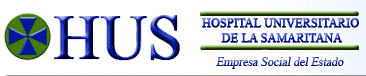 HUS
HOSPITAL UNIVERSITARIO
DE LA SAMARITANA
Empresa Social del Estado